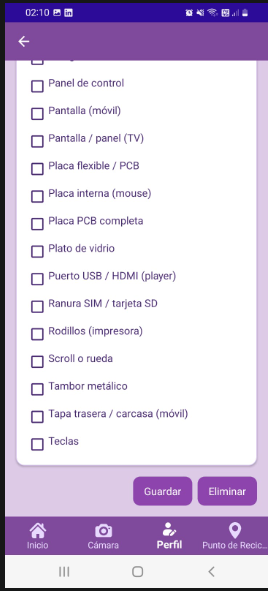 02:10
Panel de control
Pantalla (móvil)
Pantalla / panel (TV)
Placa flexible / PCB
Placa interna (mouse)
Placa PCB completa
Plato de vidrio
Puerto USB / HDMI (player)
Ranura SIM / tarjeta SD
Rodillos (impresora)
Scroll o rueda
Tambor metálico
Tapa trasera / carcasa (móvil)
Teclas
Guardar Eliminar
Inicio Cámara Perfil Punto de Recic...